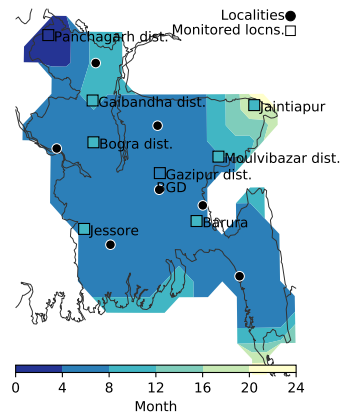 Localities
Monitored locns.
Panchagarh dist.
Gaibandha dist.
Jaintiapur
Bogra dist.
Moulvibazar dist.
Gazipur dist.
BGD
Barura
Jessore
0 4 8 12 16 20 24
Month